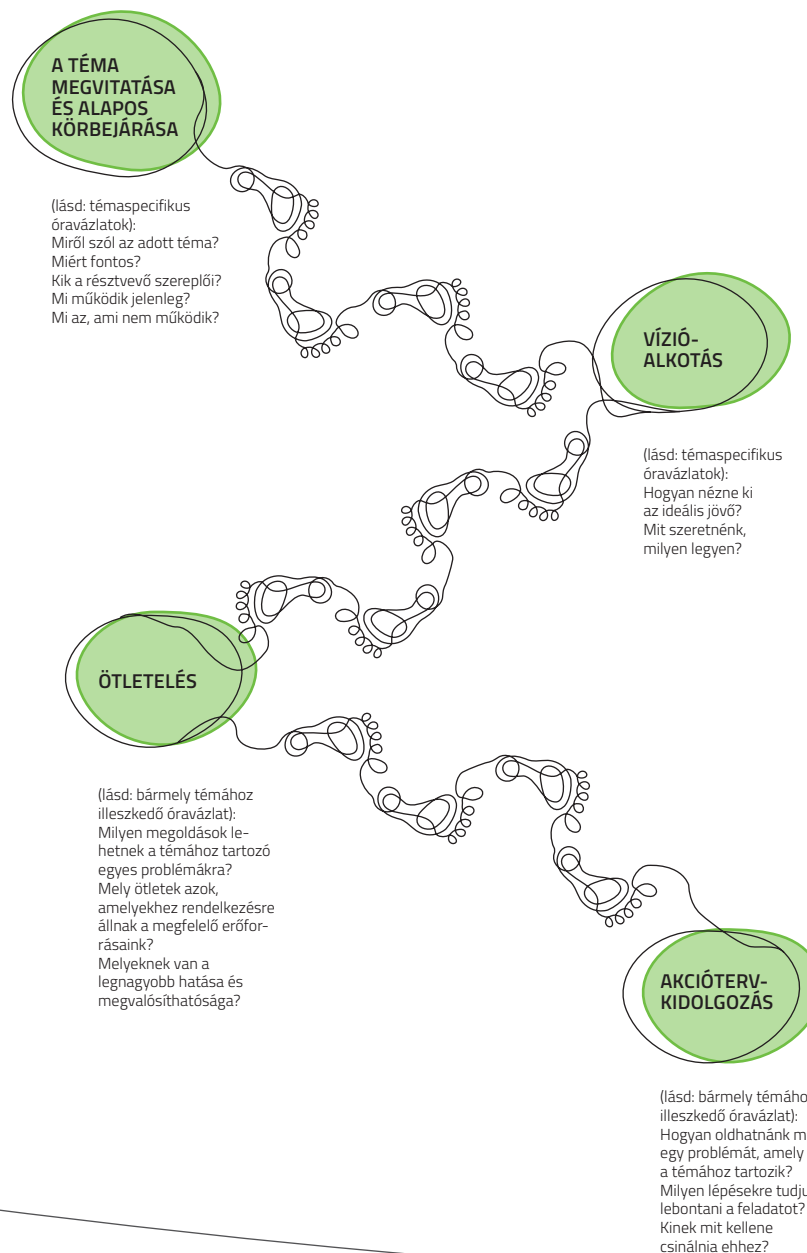 A TÉMA
MEGVITATÁSA
ÉS ALAPOS
KÖRBEJÁRÁSA
(lásd: témaspecifikus
óravázlatok):
Miről szól az adott téma?
Miért fontos?
Kik a résztvevő szereplői?
Mi működik jelenleg?
Mi az, ami nem működik?
VÍZIÓ-
ALKOTÁS
(lásd: témaspecifikus
óravázlatok):
Hogyan nézne ki
az ideális jövő?
Mit szeretnénk,
milyen legyen?
ÖTLETELÉS
(lásd: bármely témához
illeszkedő óravázlat):
Milyen megoldások le-
hetnek a témához tartozó
egyes problémákra?
Mely ötletek azok,
amelyekhez rendelkezésre
állnak a megfelelő erőfor-
rásaink?
Melyeknek van a
legnagyobb hatása és
megvalósíthatósága?
AKCIÓTERV-
KIDOLGOZÁS
(lásd: bármely
illeszkedő óravázlat):
Hogyan oldhatnánk
egy problémát, amely
a témához tartozik?
Milyen lépésekre
lebontani a feladatot?
Kinek mit kellene
csinálnia ehhez?